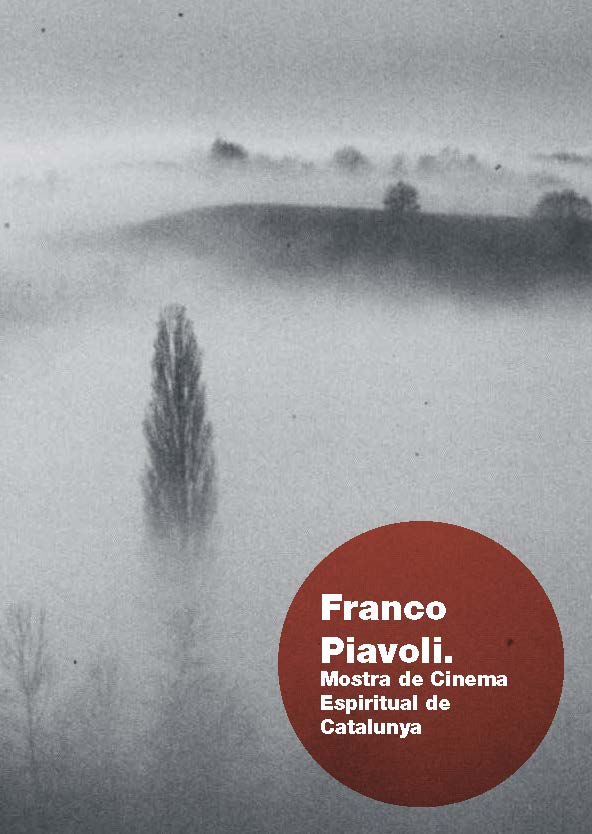 Franco
Piavoli.
Mostra de Cinema
Espiritual de
Catalunya